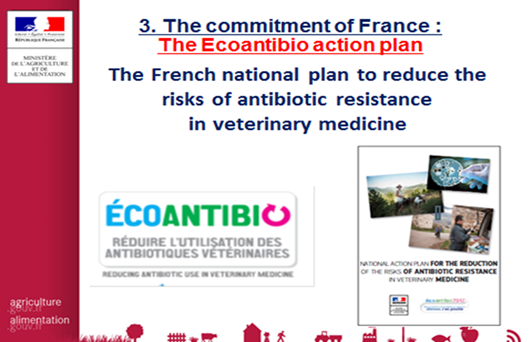 3. The commitment of France :
The Ecoantibio action plan
The French national plan to reduce the
risks of antibiotic resistance
in veterinary medicine
RÉPUBLIQUE FRANÇAISE
MINISTÈRE
DE L'AGRICULTURE
ET DE
L'ALIMENTATION
ÉCOANTIBIO
RÉDUIRE L'UTILISATION DES
ANTIBIOTIQUES VÉTÉRINAIRES
REDUCING ANTIBIOTIC USE IN VETERINARY MEDICINE
NATIONAL ACTION PLAN FOR THE REDUCTION
OF THE RISKS OF ANTIBIOTIC RESISTANCE
IN VETERINARY MEDICINE
agriculture
.gouv.fr
alimentation
.gouv.fr